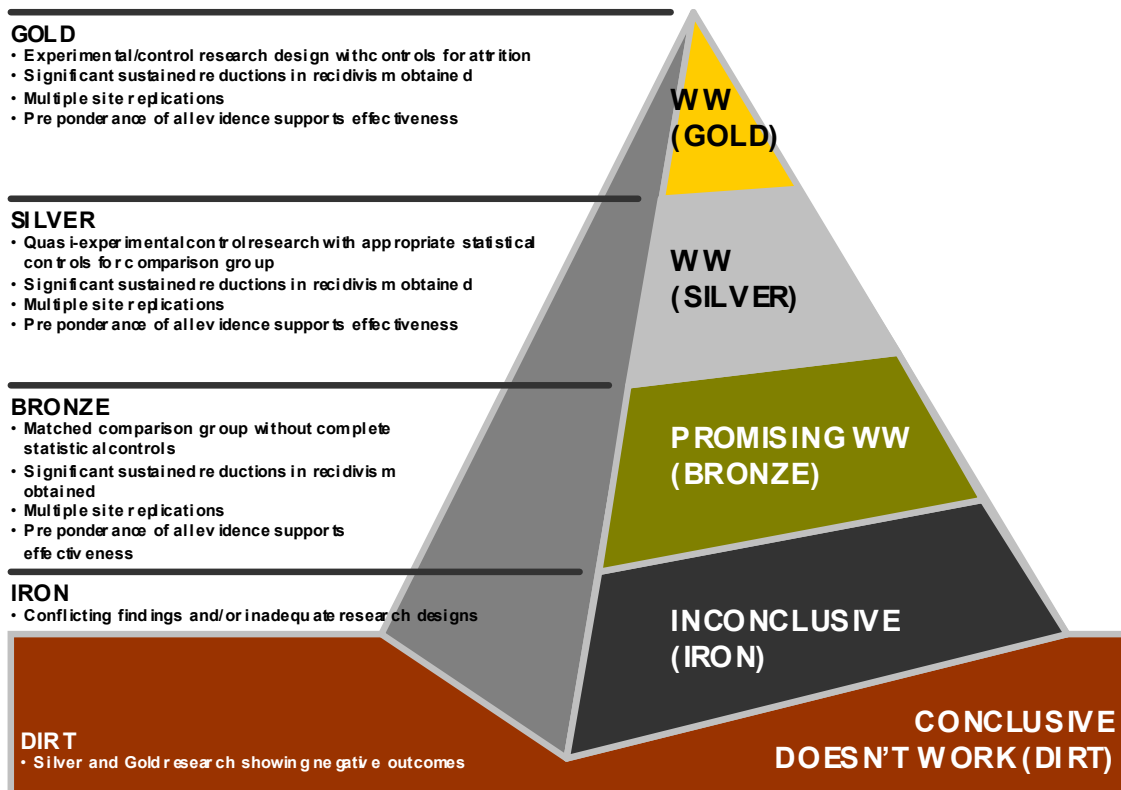 GOLD
• Experimental/control research design with controls for attrition
• Significant sustained reductions in recidivism obtained
• Multiple site replications
• Preponderance of all evidence supports effectiveness
WW
(GOLD)
SILVER
• Quasi-experimental control research with appropriate statistical
controls for comparison group
• Significant sustained reductions in recidivism obtained
• Multiple site replications
• Preponderance of all evidence supports effectiveness
WW
(SILVER)
BRONZE
• Matched comparison group without complete
statistical controls
• Significant sustained reductions in recidivism
obtained
• Multiple site replications
• Preponderance of all evidence supports
effectiveness
PROMISING WW
(BRONZE)
IRON
• Conflicting findings and/or inadequate research designs
INCONCLUSIVE
(IRON)
DIRT
• Silver and Gold research showing negative outcomes
CONCLUSIVE
DOESN'T WORK (DIRT)